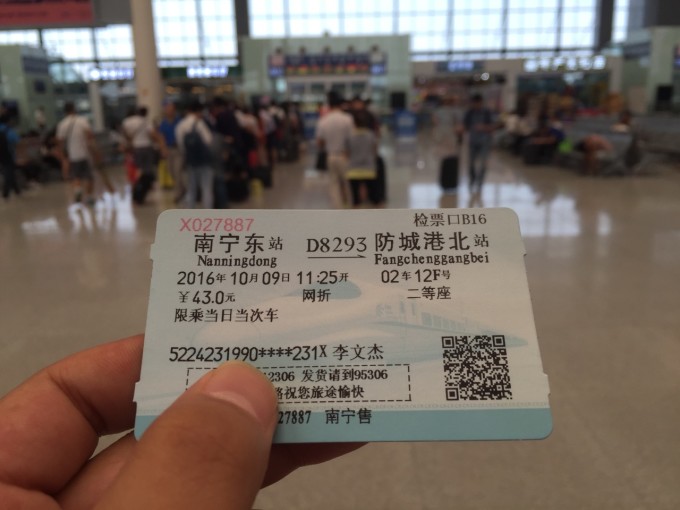 X027887 检票口B16
南宁东站 D8293 防城港北站
Nanningdong Fangchenggangbei
2016年10月09日 11:25开 02车12F号
￥43.0元 网折 二等座
限乘当日当次车
5224231990****231X 李文杰
12306 发货请到95306
祝您旅途愉快
27887 南宁售